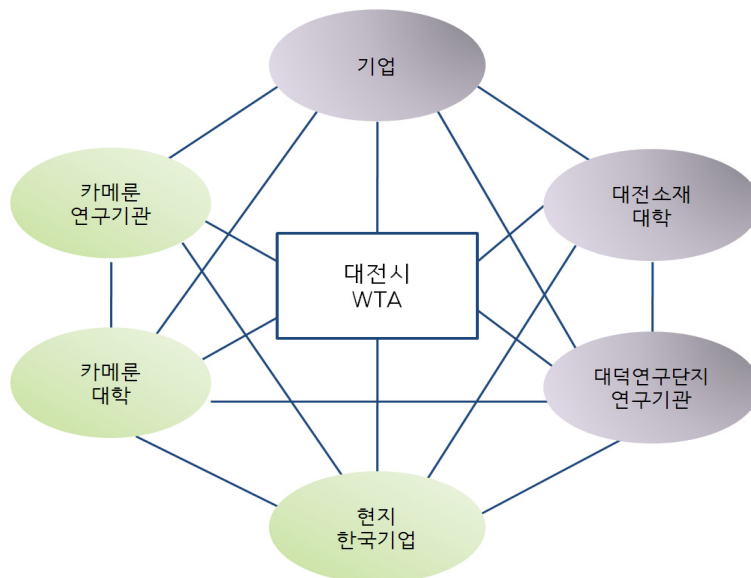 기업
카메룬
연구기관
대전소재
대학
대전시
WTA
카메룬
대학
대덕연구단지
연구기관
현지
한국기업